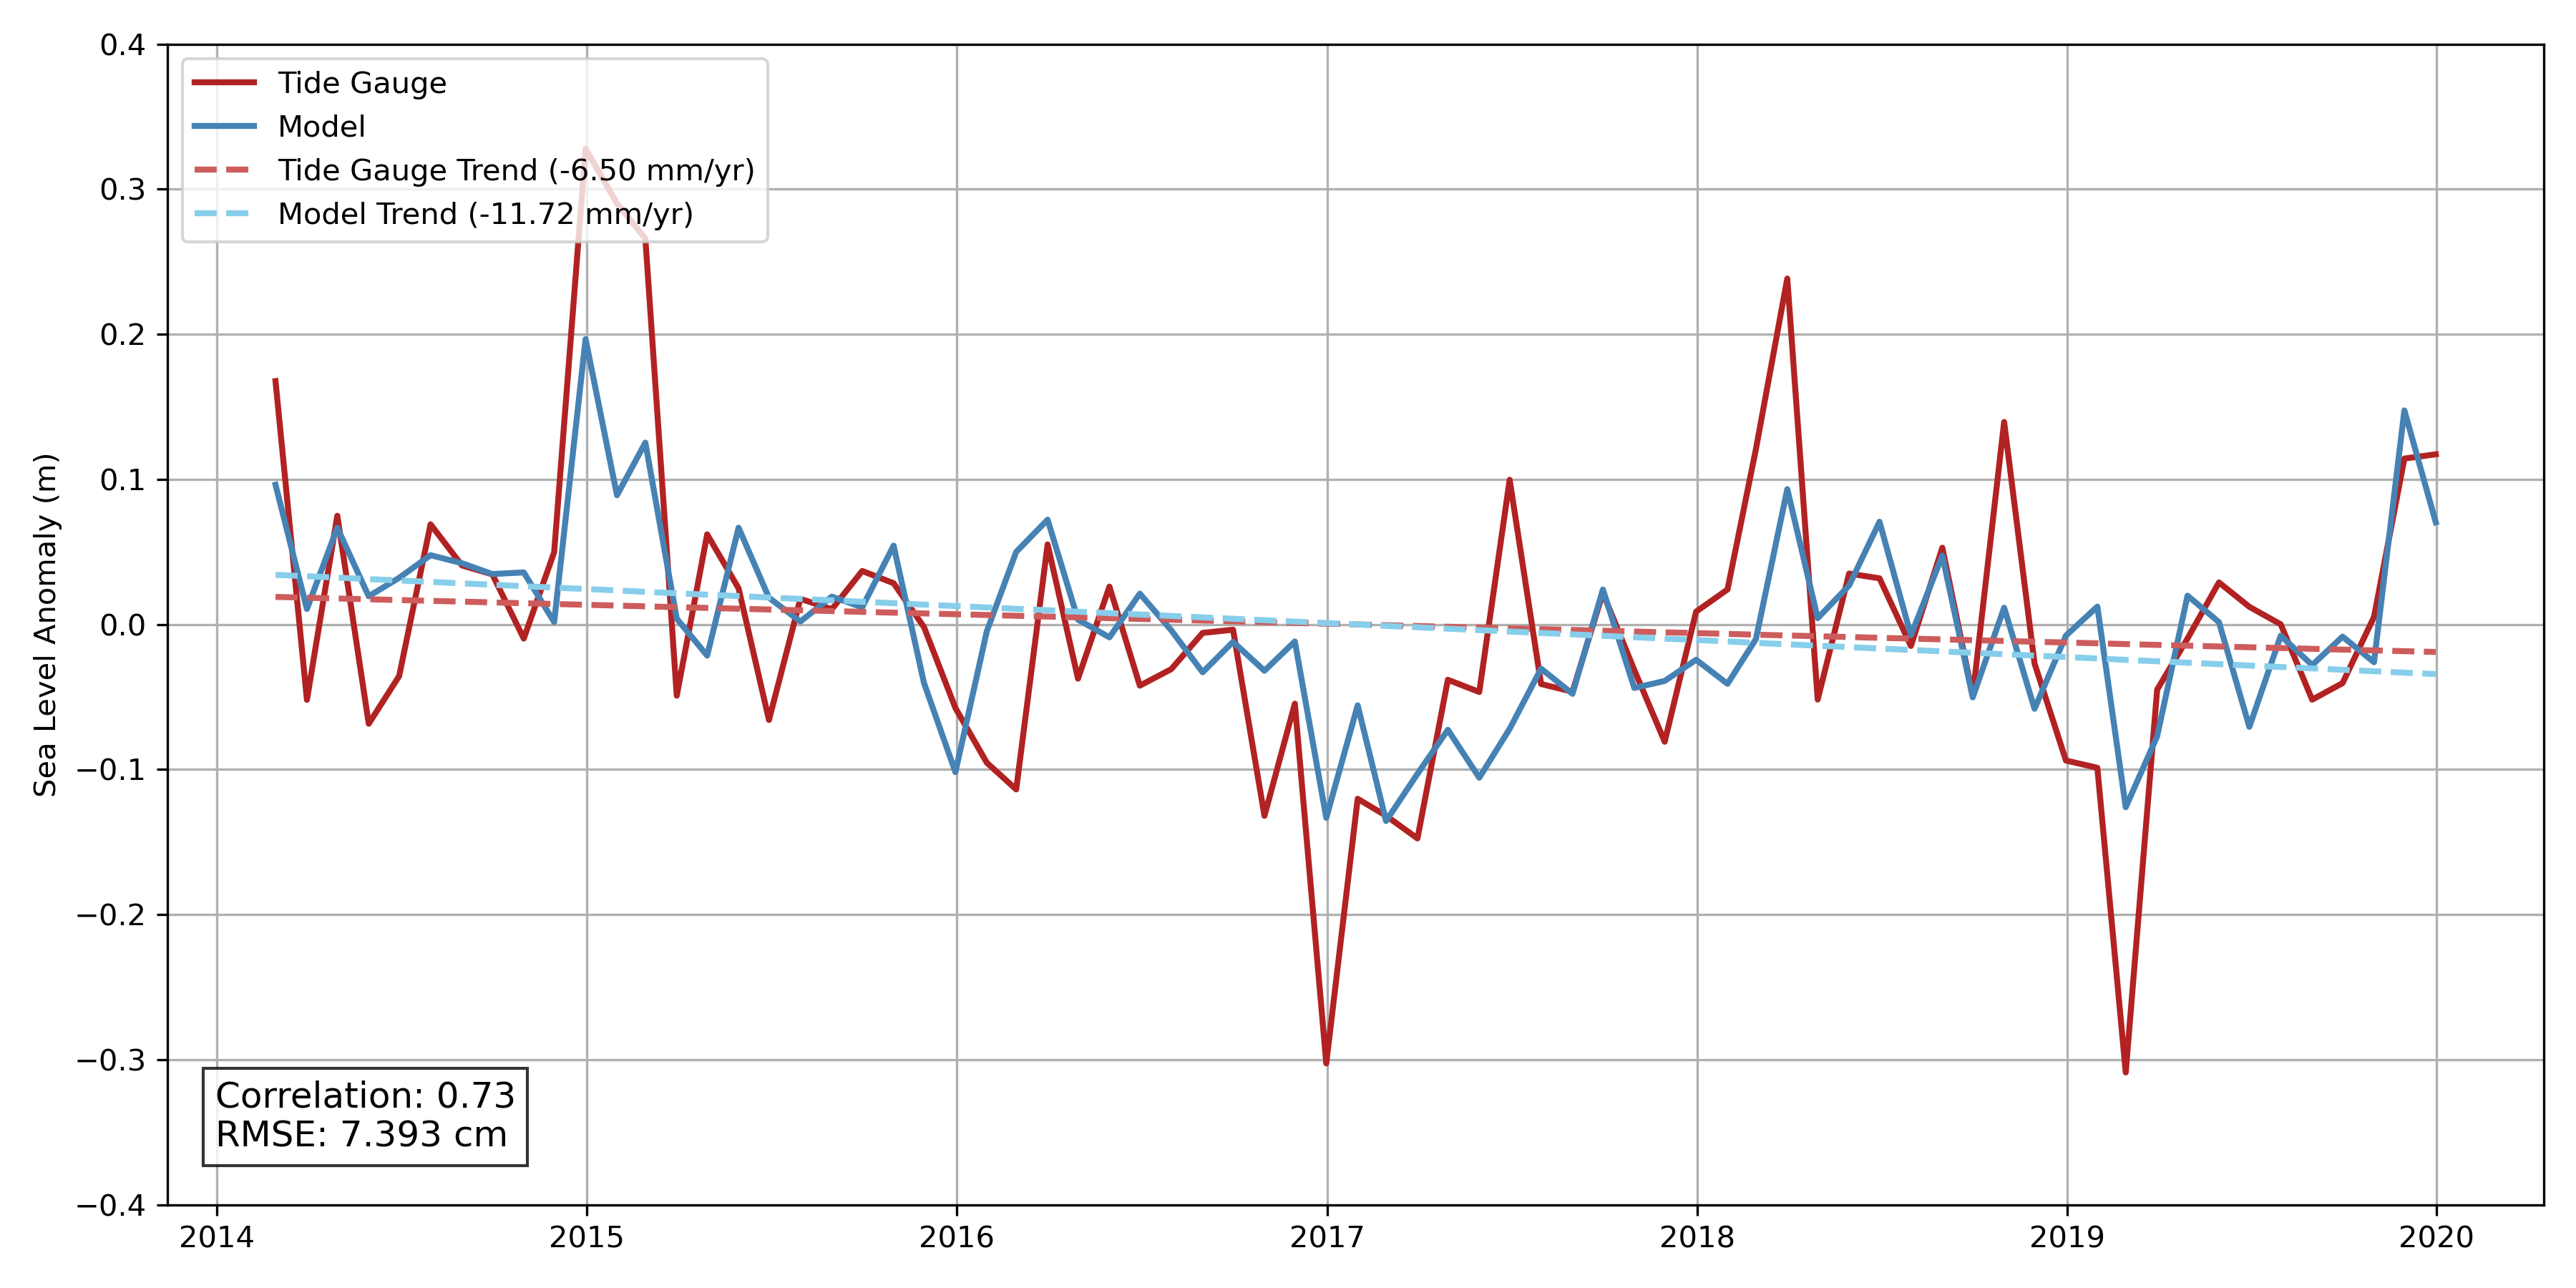 0.4
0.3
0.2
0.1
0.0
−0.1
−0.2
−0.3
−0.4
Sea Level Anomaly (m)
Tide Gauge
Model
Tide Gauge Trend (-6.50 mm/yr)
Model Trend (-11.72 mm/yr)
Correlation: 0.73
RMSE: 7.393 cm
2014 2015 2016 2017 2018 2019 2020